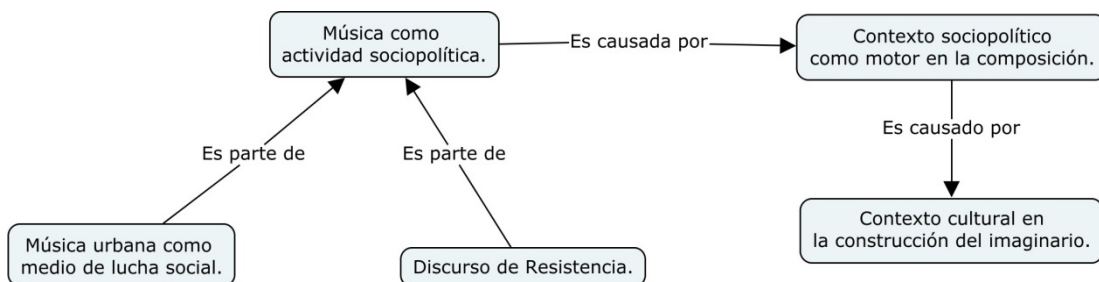 Música como
actividad sociopolítica.
Es causada por
Contexto sociopolítico
como motor en la composición.
Es parte de
Es parte de
Es causado por
Música urbana como
medio de lucha social.
Discurso de Resistencia.
Contexto cultural en
la construcción del imaginario.